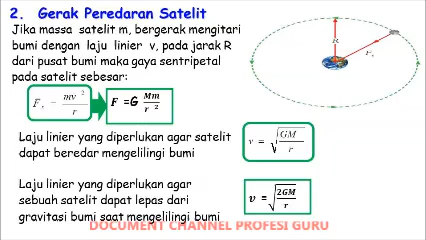 2. Gerak Peredaran Satelit
Jika massa satelit m, bergerak mengitari
bumi dengan laju linier v, pada jarak R
dari pusat bumi maka gaya sentripetal
pada satelit sebesar:
R
F_s
F_s = mv²/r
F = G Mm/r²
Laju linier yang diperlukan agar satelit
dapat beredar mengelilingi bumi
v = √(GM/r)
Laju linier yang diperlukan agar
sebuah satelit dapat lepas dari
gravitasi bumi saat mengelilingi bumi
v = √(2GM/r)
DOCUMENT CHANNEL PROFESI GURU